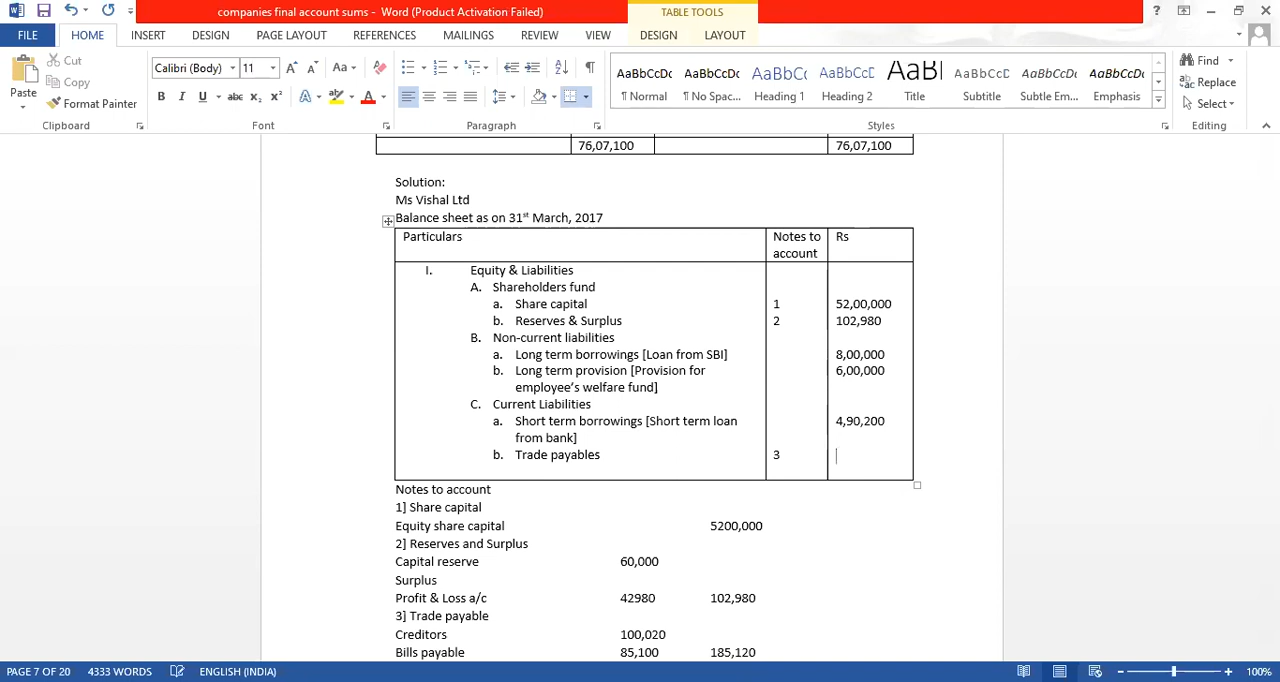 companies final account sums - Word (Product Activation Failed)
TABLE TOOLS
FILE HOME INSERT DESIGN PAGE LAYOUT REFERENCES MAILINGS REVIEW VIEW DESIGN LAYOUT
Paste
Cut
Copy
Format Painter
Clipboard
Calibri (Body) 11
Font
Paragraph
AaBbCcDc AaBbCcDc AaBbCc AaBbCcC AaBl AaBbCcD AaBbCcDc AaBbCcDc
¶ Normal ¶ No Spac... Heading 1 Heading 2 Title Subtitle Subtle Em... Emphasis
Styles
Find
Replace
Select
Editing
76,07,100 76,07,100
Solution:
Ms Vishal Ltd
Balance sheet as on 31st March, 2017
Particulars Notes to account Rs
I. Equity & Liabilities
A. Shareholders fund
a. Share capital 1 52,00,000
b. Reserves & Surplus 2 102,980
B. Non-current liabilities
a. Long term borrowings [Loan from SBI] 8,00,000
b. Long term provision [Provision for 6,00,000
employee's welfare fund]
C. Current Liabilities
a. Short term borrowings [Short term loan 4,90,200
from bank]
b. Trade payables 3
Notes to account
1] Share capital
Equity share capital 5200,000
2] Reserves and Surplus
Capital reserve 60,000
Surplus
Profit & Loss a/c 42980 102,980
3] Trade payable
Creditors 100,020
Bills payable 85,100 185,120
PAGE 7 OF 20 4333 WORDS ENGLISH (INDIA) 100%